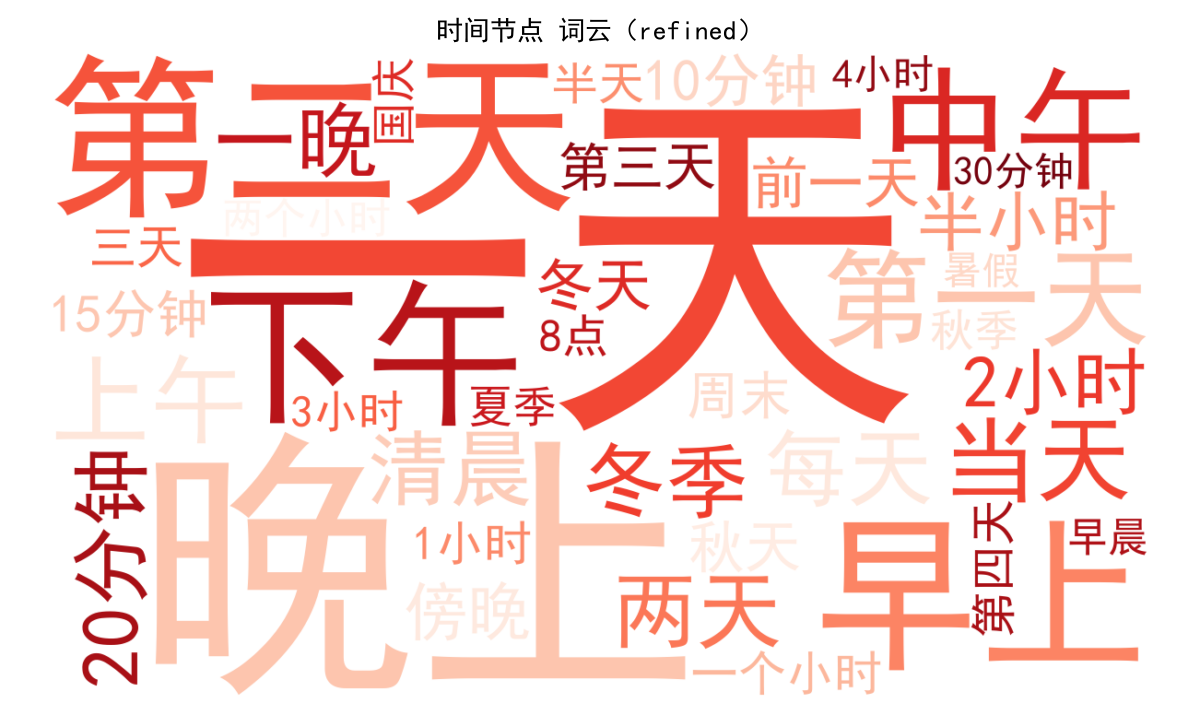 时间节点 词云（refined）
第二天
一晚
国庆
半天
10分钟
4小时
中午
第三天
前一天
30分钟
两个小时
半小时
三天
一天
冬天
第一天
暑假
15分钟
下午
8点
秋季
上午
3小时
夏季
周末
2小时
20分钟
晚上
清晨
冬季
每天
当天
1小时
秋天
第四天
早晨
傍晚
两天
早上
一个小时